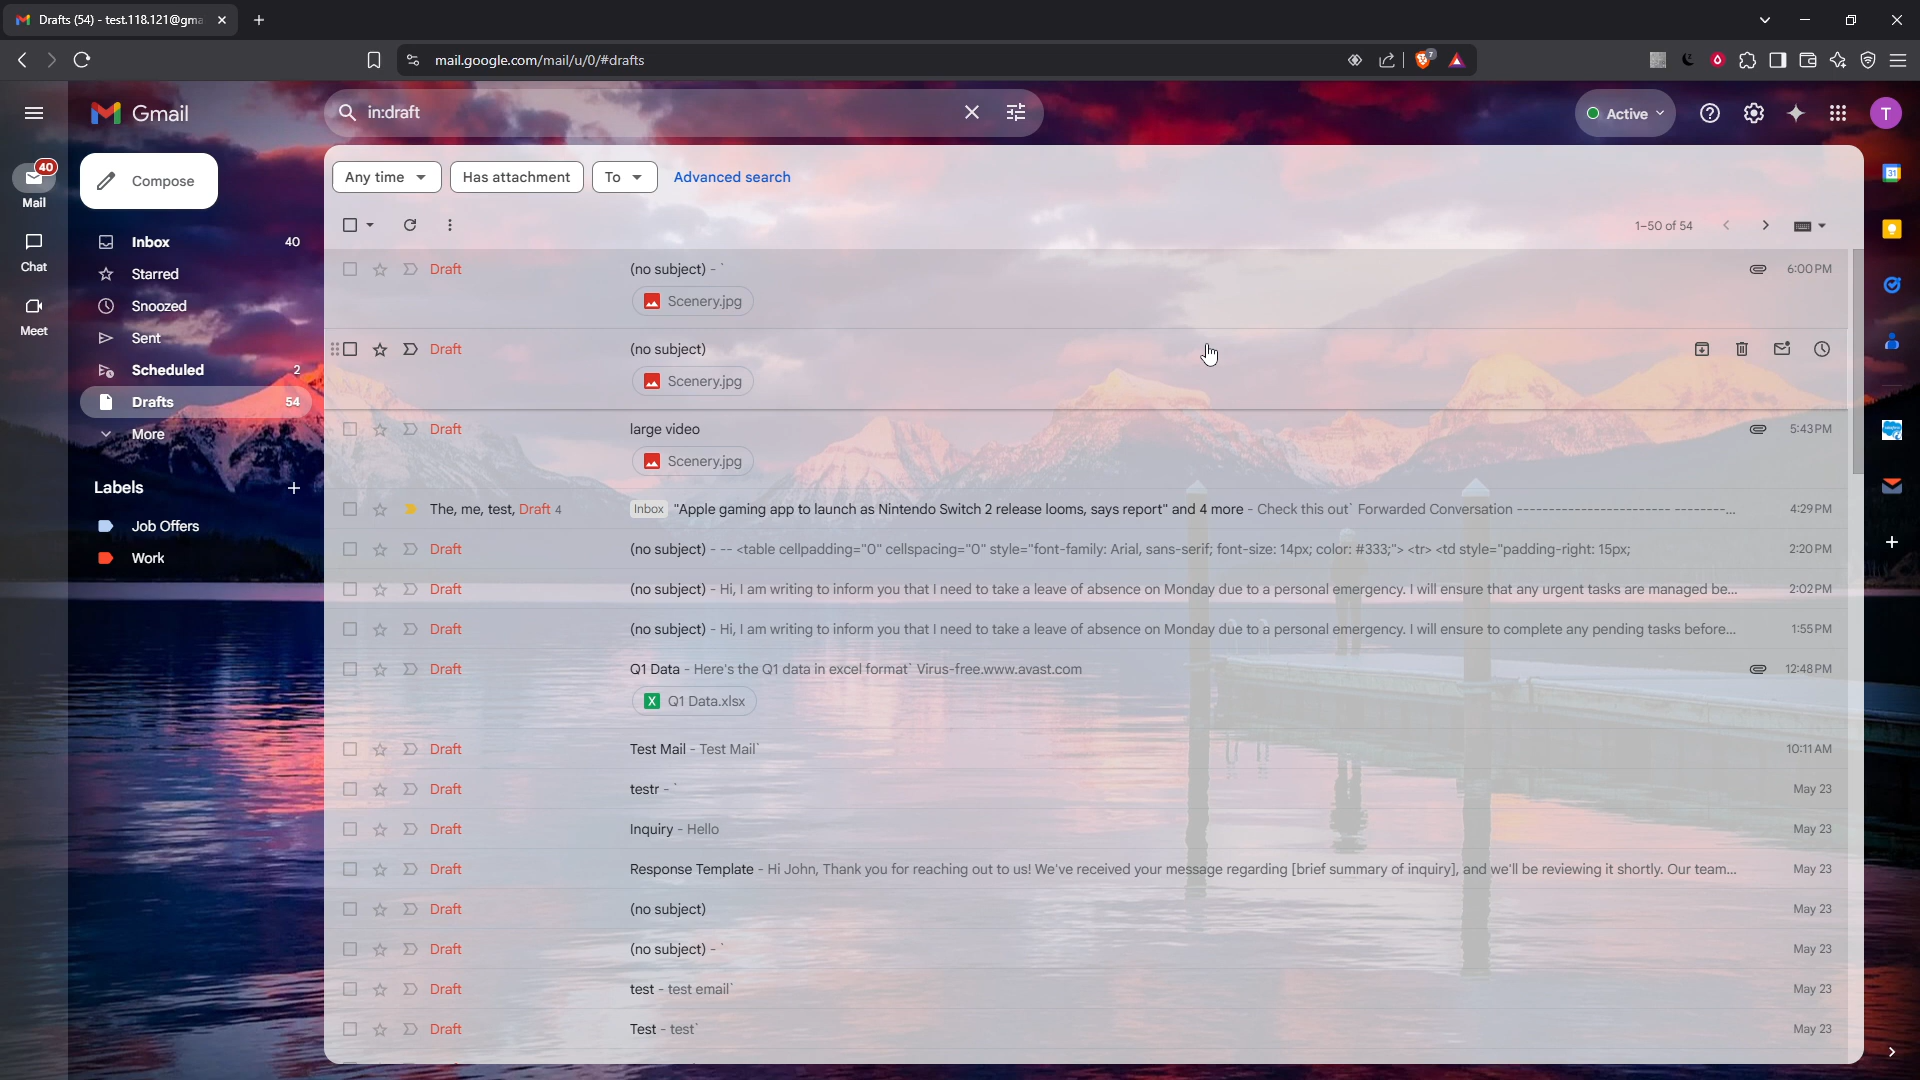 Drafts (54) - test.118.121@gma
mail.google.com/mail/u/0/#drafts
7
Gmail
in:draft
Active
T
40
Mail
Chat
Meet
Compose
Inbox 40
Starred
Snoozed
Sent
Scheduled 2
Drafts 54
More
Labels
Job Offers
Work
Any time
Has attachment
To
Advanced search
1–50 of 54
Draft (no subject) - ` 6:00 PM
Scenery.jpg
Draft (no subject)
Scenery.jpg
Draft large video 5:43 PM
Scenery.jpg
The, me, test, Draft 4 Inbox "Apple gaming app to launch as Nintendo Switch 2 release looms, says report" and 4 more - Check this out` Forwarded Conversation ----------------------- --------… 4:29 PM
Draft (no subject) - -- <table cellpadding="0" cellspacing="0" style="font-family: Arial, sans-serif; font-size: 14px; color: #333;"> <tr> <td style="padding-right: 15px; 2:20 PM
Draft (no subject) - Hi, I am writing to inform you that I need to take a leave of absence on Monday due to a personal emergency. I will ensure that any urgent tasks are managed be… 2:02 PM
Draft (no subject) - Hi, I am writing to inform you that I need to take a leave of absence on Monday due to a personal emergency. I will ensure to complete any pending tasks before… 1:55 PM
Draft Q1 Data - Here's the Q1 data in excel format` Virus-free.www.avast.com 12:48 PM
Q1 Data.xlsx
Draft Test Mail - Test Mail` 10:11 AM
Draft testr - ` May 23
Draft Inquiry - Hello May 23
Draft Response Template - Hi John, Thank you for reaching out to us! We've received your message regarding [brief summary of inquiry], and we'll be reviewing it shortly. Our team… May 23
Draft (no subject) May 23
Draft (no subject) - ` May 23
Draft test - test email` May 23
Draft Test - test` May 23
31